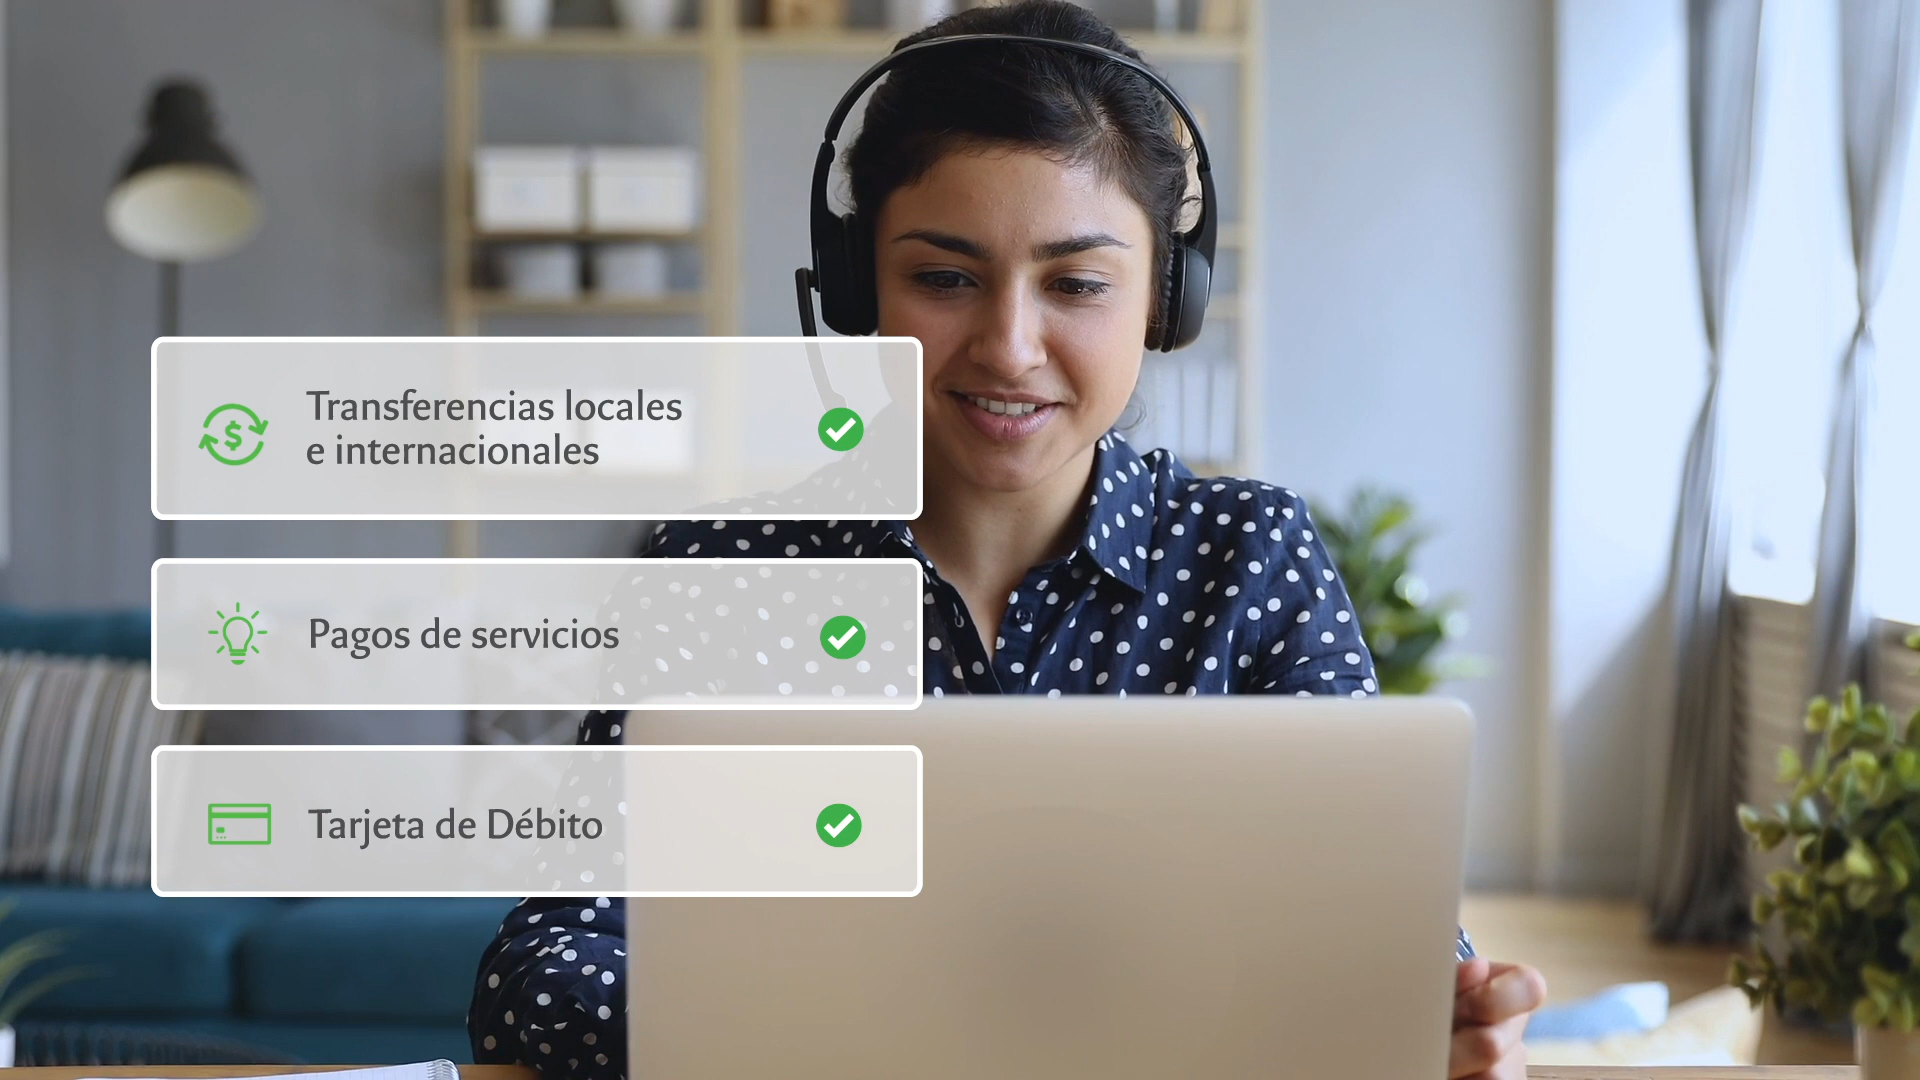 Transferencias locales
e internacionales
Pagos de servicios
Tarjeta de Débito